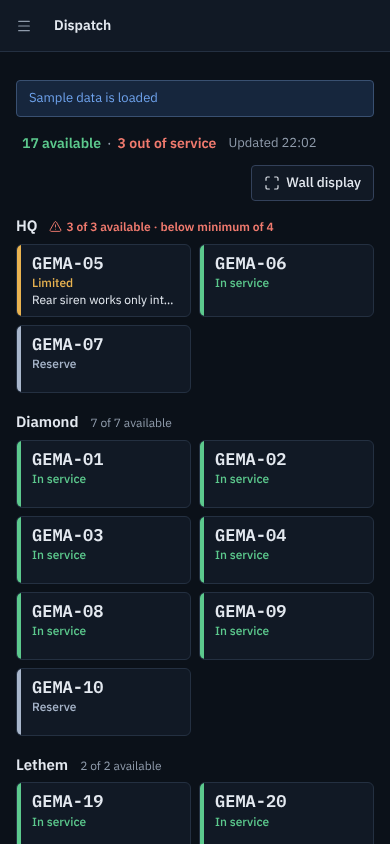 Dispatch
Sample data is loaded
17 available · 3 out of service Updated 22:02
Wall display
HQ 3 of 3 available · below minimum of 4
GEMA-05
Limited
Rear siren works only int...
GEMA-06
In service
GEMA-07
Reserve
Diamond 7 of 7 available
GEMA-01
In service
GEMA-02
In service
GEMA-03
In service
GEMA-04
In service
GEMA-08
In service
GEMA-09
In service
GEMA-10
Reserve
Lethem 2 of 2 available
GEMA-19
In service
GEMA-20
In service